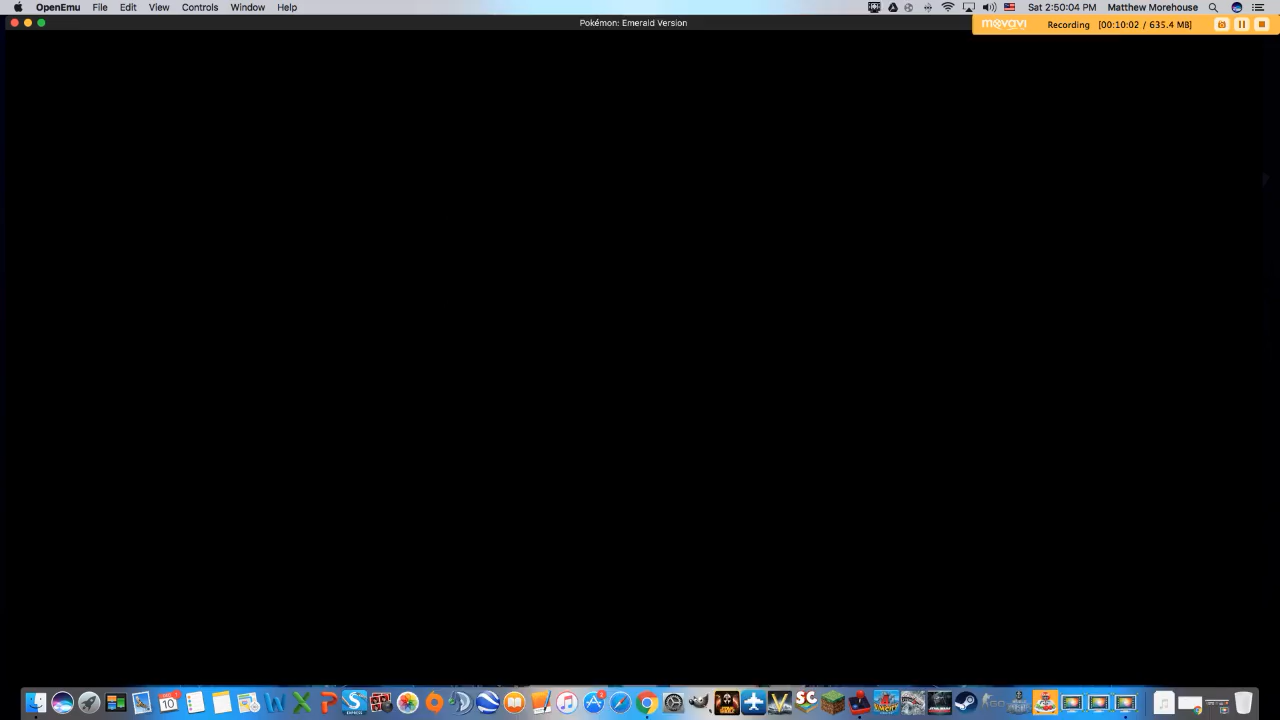 OpenEmu File Edit View Controls Window Help Sat 2:50:04 PM Matthew Morehouse
Pokémon: Emerald Version
movavi Recording [00:10:02 / 635.4 MB]
10